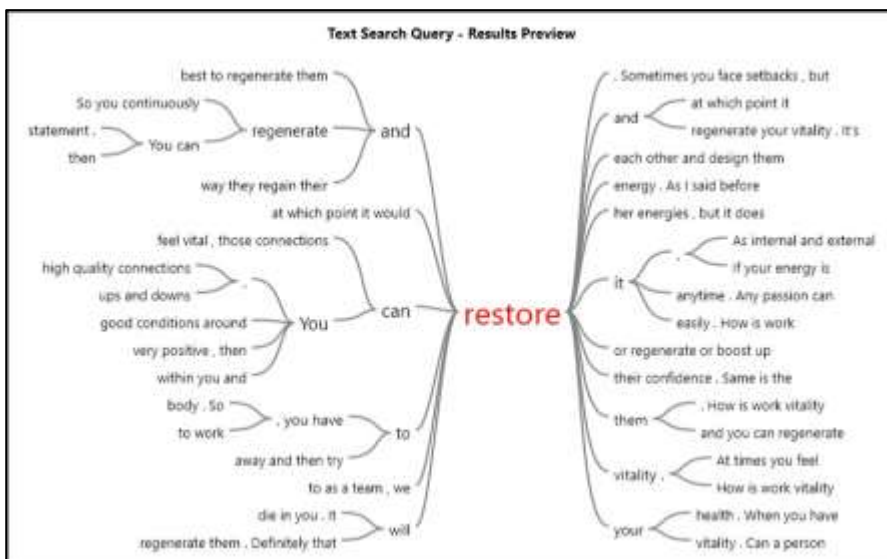 Text Search Query - Results Preview
best to regenerate them
So you continuously
statement .
then
You can
regenerate
and
way they regain their
at which point it would
feel vital , those connections
high quality connections
ups and downs
,
good conditions around
very positive , then
within you and
You
can
body . So
to work
, you have
away and then try
to
to as a team , we
die in you . It
regenerate them . Definitely that
will
restore
. Sometimes you face setbacks , but
and
at which point it
regenerate your vitality . It's
each other and design them
energy . As I said before
her energies , but it does
it
.
As internal and external
if your energy is
anytime . Any passion can
easily . How is work
or regenerate or boost up
their confidence . Same is the
them
. How is work vitality
and you can regenerate
vitality .
At times you feel
How is work vitality
your
health . When you have
vitality . Can a person